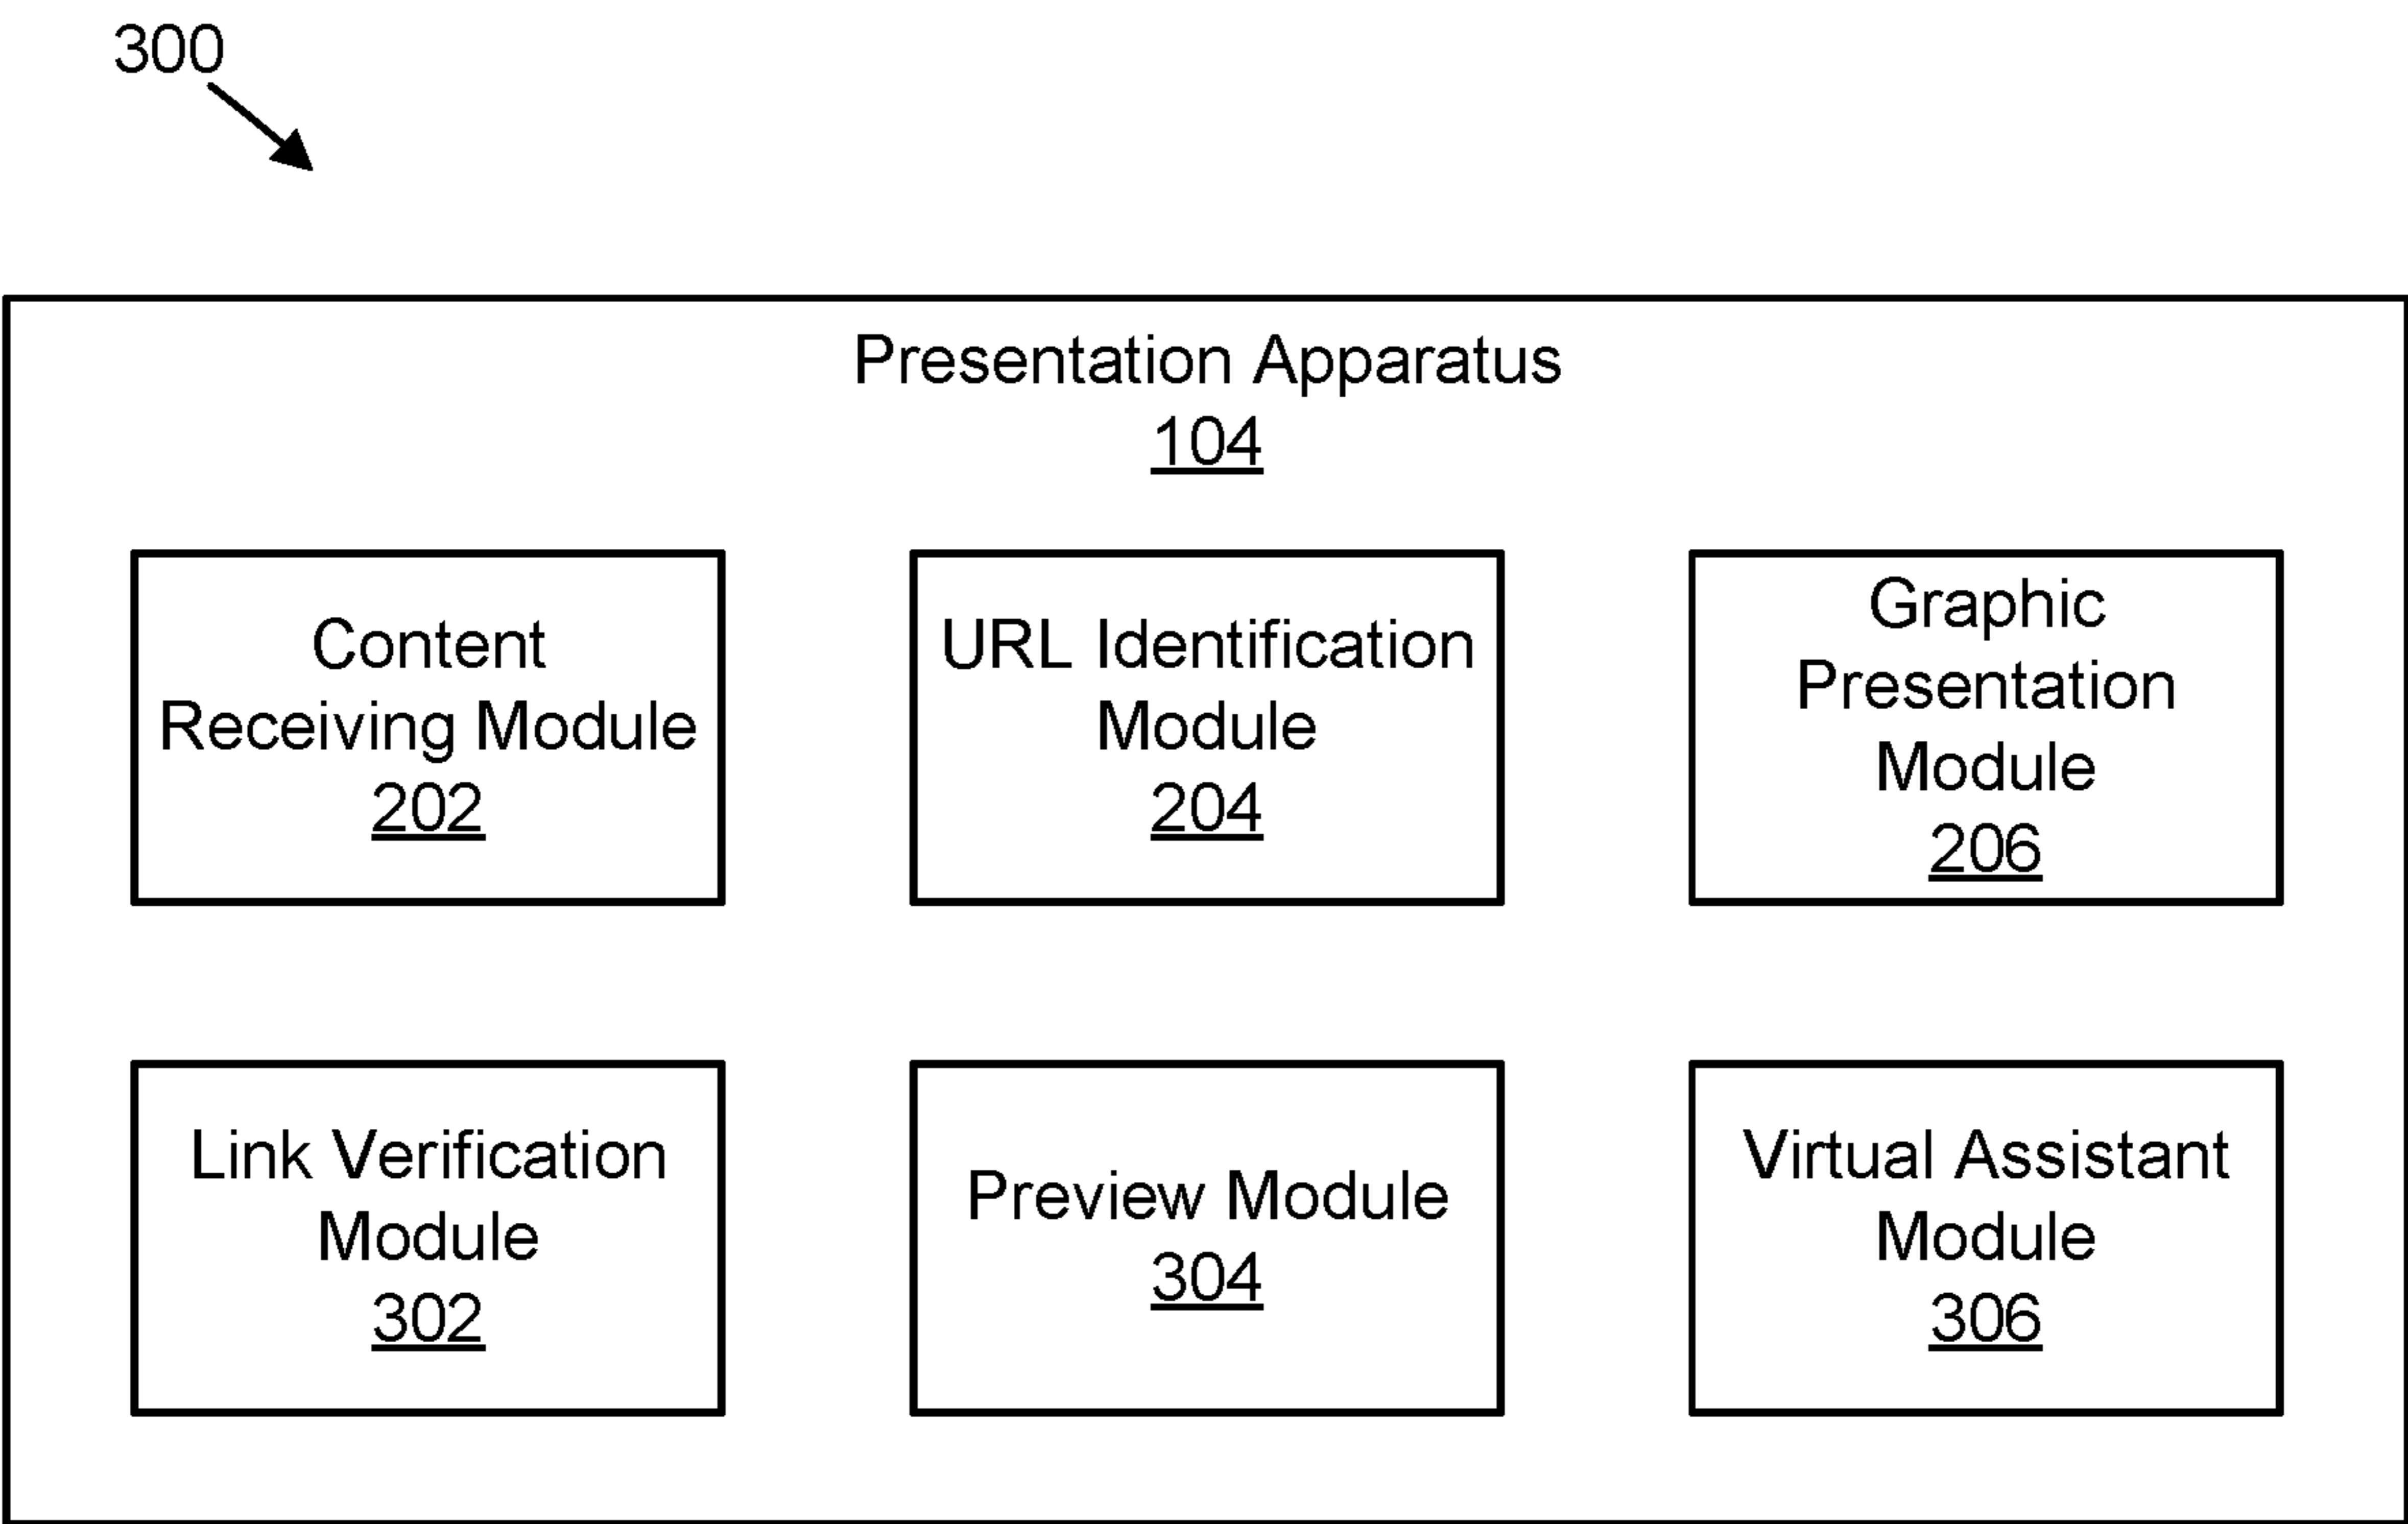 300
Presentation Apparatus
104
Content
Receiving Module
202
URL Identification
Module
204
Graphic
Presentation
Module
206
Link Verification
Module
302
Preview Module
304
Virtual Assistant
Module
306